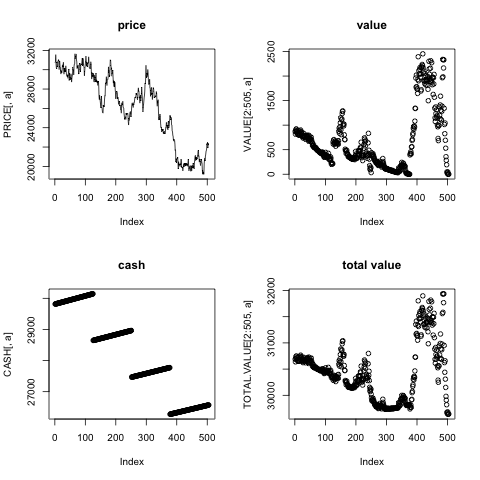 price
PRICE[, a]
20000 24000 28000 32000
0 100 200 300 400 500
Index
value
VALUE[2:505, a]
0 500 1500 2500
0 100 200 300 400 500
Index
cash
CASH[, a]
27000 29000
0 100 200 300 400 500
Index
total value
TOTAL.VALUE[2:505, a]
30000 31000 32000
0 100 200 300 400 500
Index